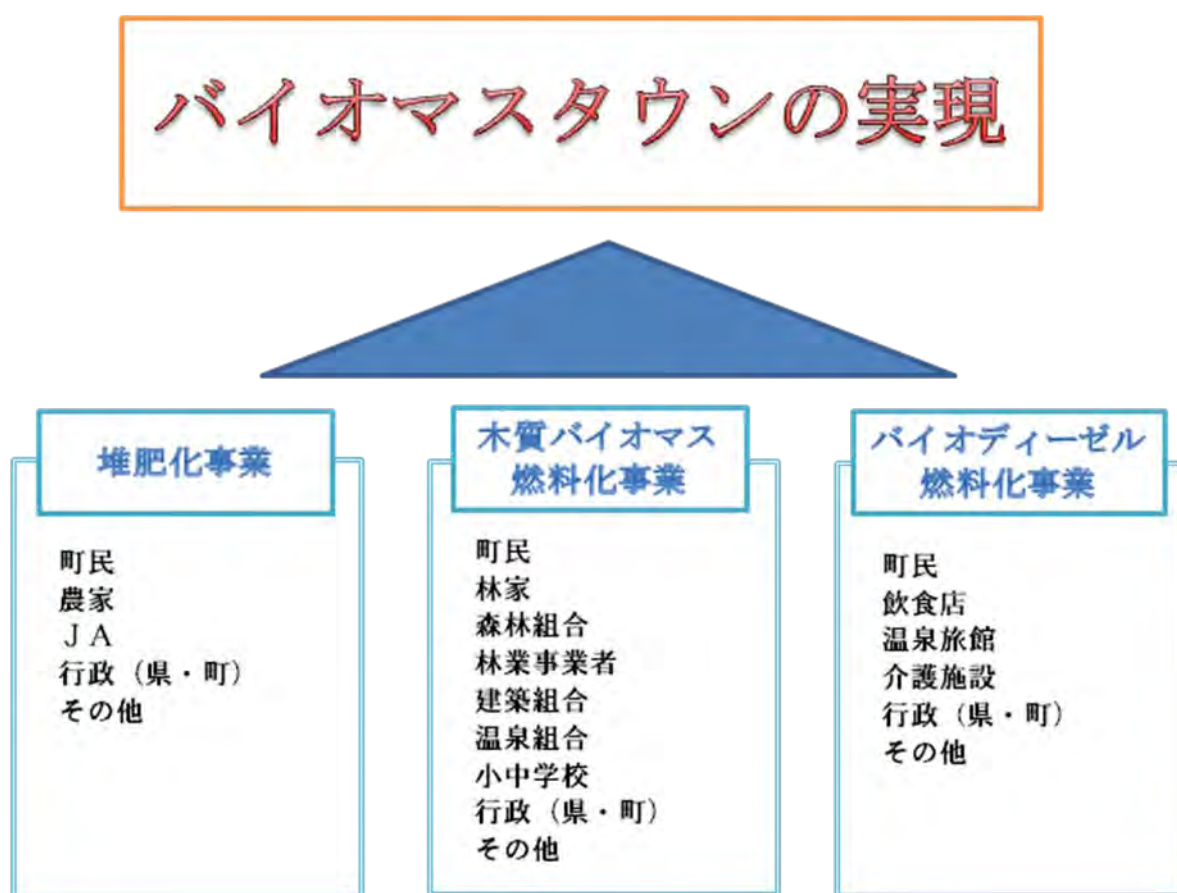 バイオマスタウンの実現
堆肥化事業
町民
農家
ＪＡ
行政（県・町）
その他
木質バイオマス
燃料化事業
町民
林家
森林組合
林業事業者
建築組合
温泉組合
小中学校
行政（県・町）
その他
バイオディーゼル
燃料化事業
町民
飲食店
温泉旅館
介護施設
行政（県・町）
その他